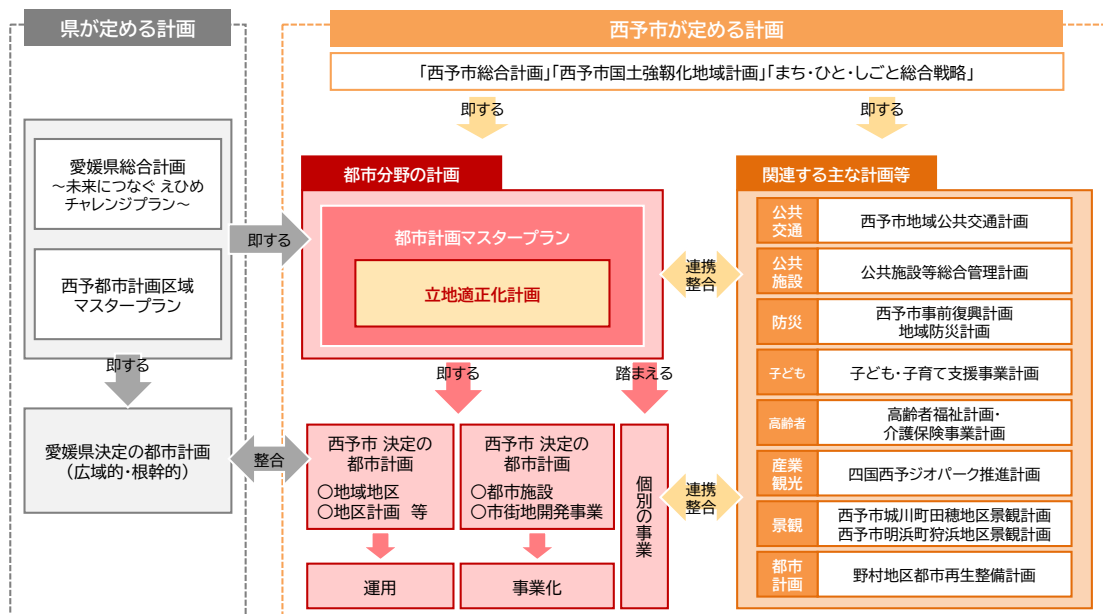 県が定める計画
愛媛県総合計画
～未来につなぐ えひめ
チャレンジプラン～
西予都市計画区域
マスタープラン
即する
愛媛県決定の都市計画
（広域的・根幹的）
即する
整合
西予市が定める計画
「西予市総合計画」「西予市国土強靱化地域計画」「まち・ひと・しごと総合戦略」
即する
即する
都市分野の計画
都市計画マスタープラン
立地適正化計画
即する
踏まえる
西予市 決定の
都市計画
○地域地区
○地区計画 等
運用
西予市 決定の
都市計画
○都市施設
○市街地開発事業
事業化
個別の事業
連携
整合
連携
整合
関連する主な計画等
公共
交通
西予市地域公共交通計画
公共
施設
公共施設等総合管理計画
防災
西予市事前復興計画
地域防災計画
子ども
子ども・子育て支援事業計画
高齢者
高齢者福祉計画・
介護保険事業計画
産業
観光
四国西予ジオパーク推進計画
景観
西予市城川町田穂地区景観計画
西予市明浜町狩浜地区景観計画
都市
計画
野村地区都市再生整備計画